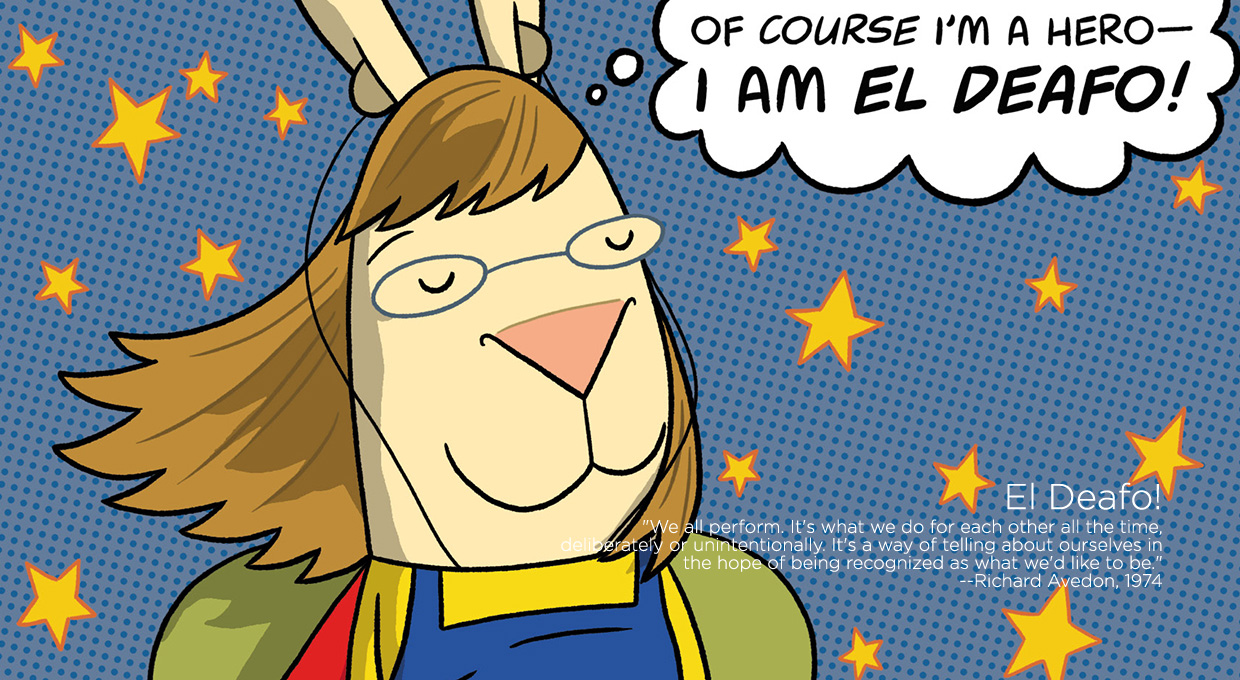 OF COURSE I'M A HERO—
I AM EL DEAFO!
El Deafo!
"We all perform. It's what we do for each other all the time,
deliberately or unintentionally. It's a way of telling about ourselves in
the hope of being recognized as what we'd like to be."
--Richard Avedon, 1974